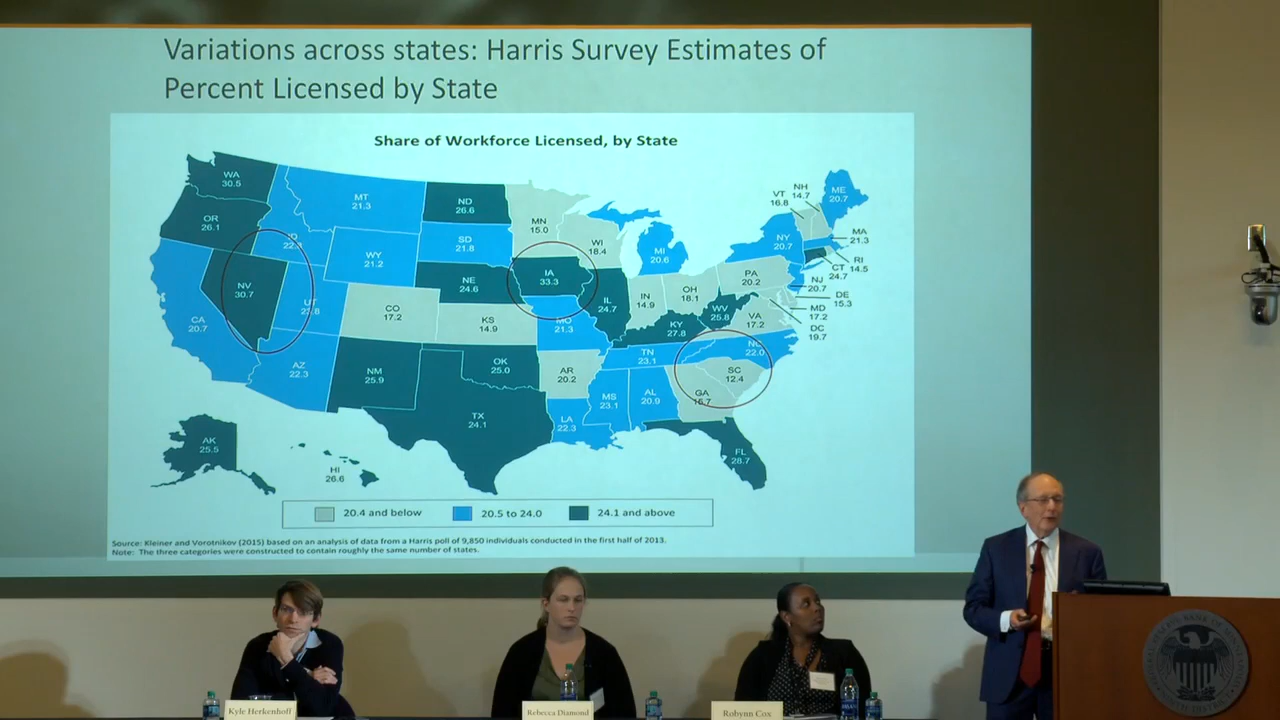 Variations across states: Harris Survey Estimates of
Percent Licensed by State
Share of Workforce Licensed, by State
WA
30.5
OR
26.1
CA
20.7
NV
30.7
ID
22.
UT
2 .8
AZ
22.3
MT
21.3
WY
21.2
CO
17.2
NM
25.9
ND
26.6
SD
21.8
NE
24.6
KS
14.9
OK
25.0
TX
24.1
MN
15.0
IA
33.3
MO
21.3
AR
20.2
LA
22.3
WI
18.4
IL
24.7
MI
20.6
IN
14.9
OH
18.1
KY
27.8
TN
23.1
MS
23.1
AL
20.9
GA
16.7
FL
28.7
SC
12.4
NC
22.0
VA
17.2
WV
25.8
PA
20.2
NY
20.7
VT
16.8
NH
14.7
ME
20.7
MA
21.3
RI
14.5
CT
24.7
NJ
20.7
DE
15.3
MD
17.2
DC
19.7
AK
25.5
HI
26.6
20.4 and below
20.5 to 24.0
24.1 and above
Source: Kleiner and Vorotnikov (2015) based on an analysis of data from a Harris poll of 9,850 individuals conducted in the first half of 2013.
Note: The three categories were constructed to contain roughly the same number of states.
Kyle Herkenhoff
Rebecca Diamond
Robynn Cox